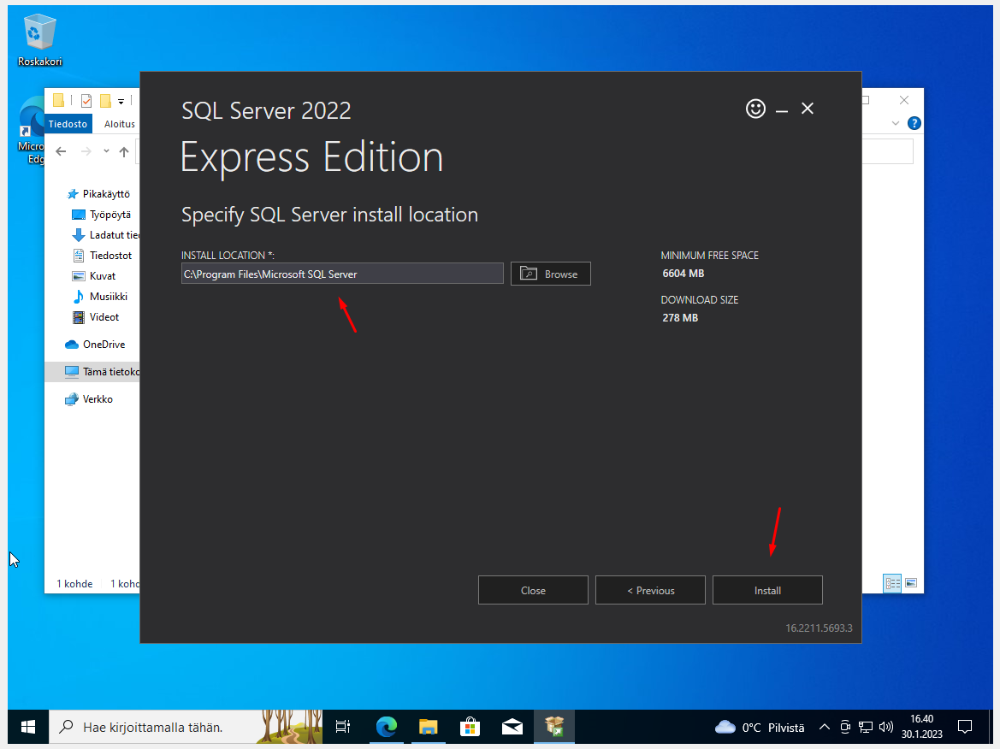 Roskakori
Micro
Edg
Tiedosto
Aloitus
Pikakäyttö
Työpöytä
Ladatut tied
Tiedostot
Kuvat
Musiikki
Videot
OneDrive
Tämä tietoko
Verkko
1 kohde
1 kohd
SQL Server 2022
Express Edition
Specify SQL Server install location
INSTALL LOCATION *:
C:\Program Files\Microsoft SQL Server
Browse
MINIMUM FREE SPACE
6604 MB
DOWNLOAD SIZE
278 MB
Close
< Previous
Install
16.2211.5693.3
?
Hae kirjoittamalla tähän.
0°C Pilvistä
16.40
30.1.2023